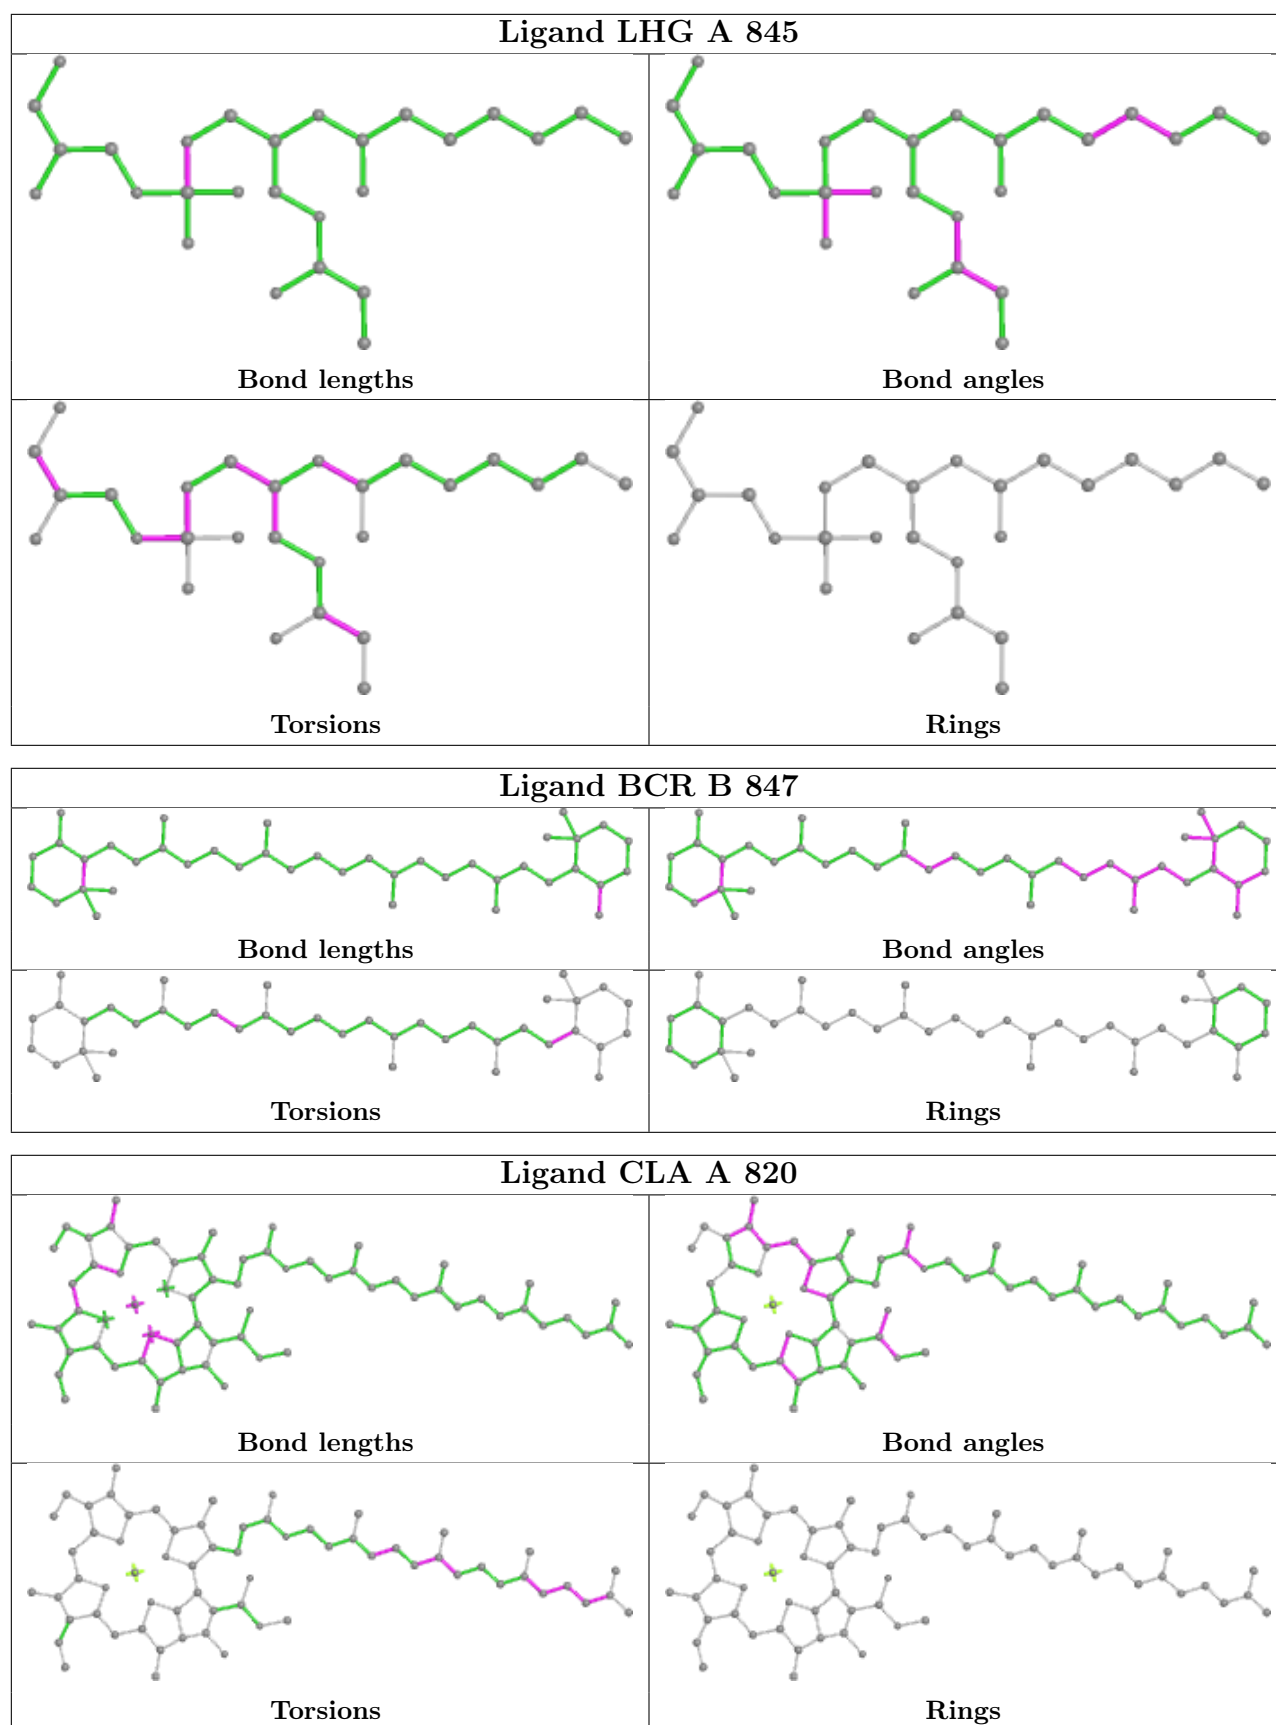 Ligand LHG A 845
Bond lengths
Bond angles
Torsions
Rings
Ligand BCR B 847
Bond lengths
Bond angles
Torsions
Rings
Ligand CLA A 820
Bond lengths
Bond angles
Torsions
Rings